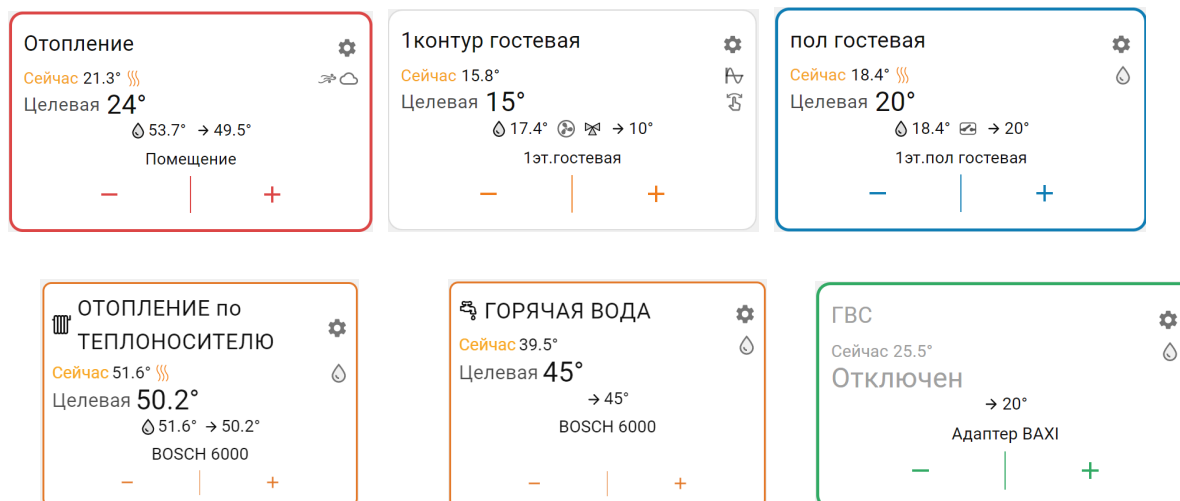 Отопление
Сейчас 21.3°
Целевая 24°
53.7° → 49.5°
Помещение
− +
1контур гостевая
Сейчас 15.8°
Целевая 15°
17.4° → 10°
1эт.гостевая
− +
пол гостевая
Сейчас 18.4°
Целевая 20°
18.4° → 20°
1эт.пол гостевая
− +
ОТОПЛЕНИЕ по
ТЕПЛОНОСИТЕЛЮ
Сейчас 51.6°
Целевая 50.2°
51.6° → 50.2°
BOSCH 6000
− +
ГОРЯЧАЯ ВОДА
Сейчас 39.5°
Целевая 45°
→ 45°
BOSCH 6000
− +
ГВС
Сейчас 25.5°
Отключен
→ 20°
Адаптер BAXI
− +